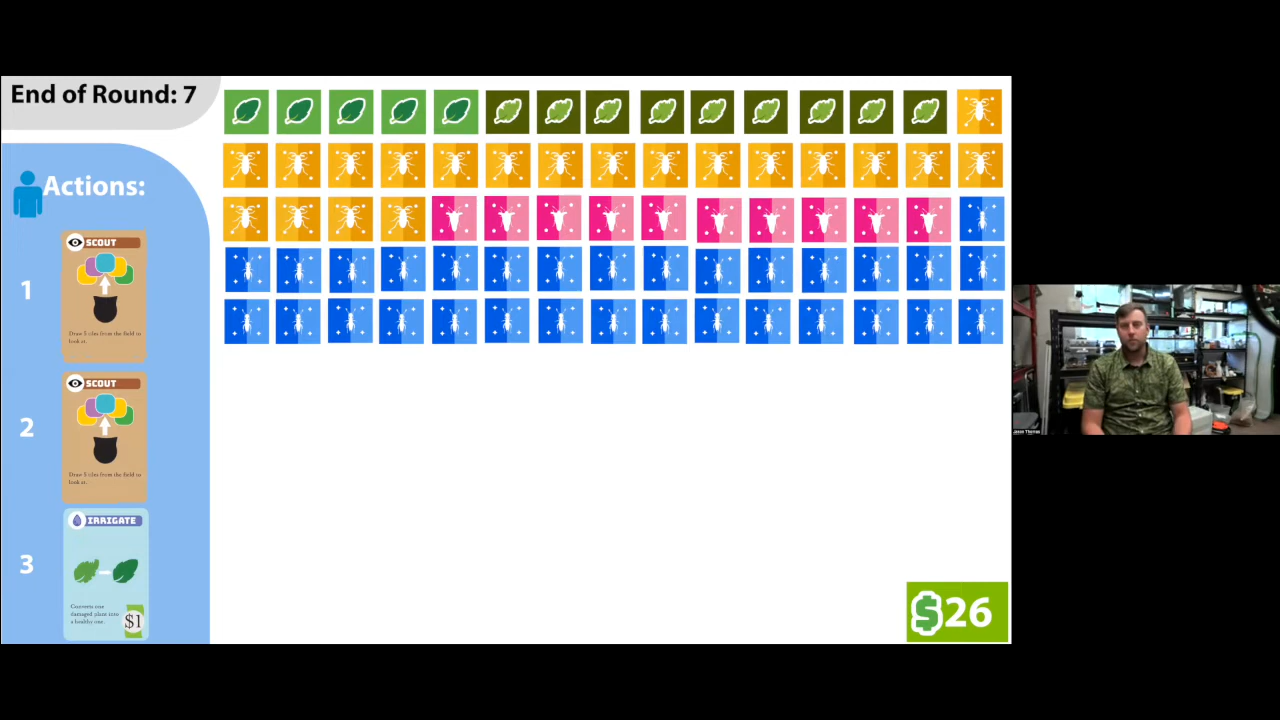 End of Round: 7
Actions:
1
SCOUT
Draw 5 tiles from the field to
look at.
2
SCOUT
Draw 5 tiles from the field to
look at.
3
IRRIGATE
Converts one
damaged plant into
a healthy one.
$1
$26
Jason Thomas